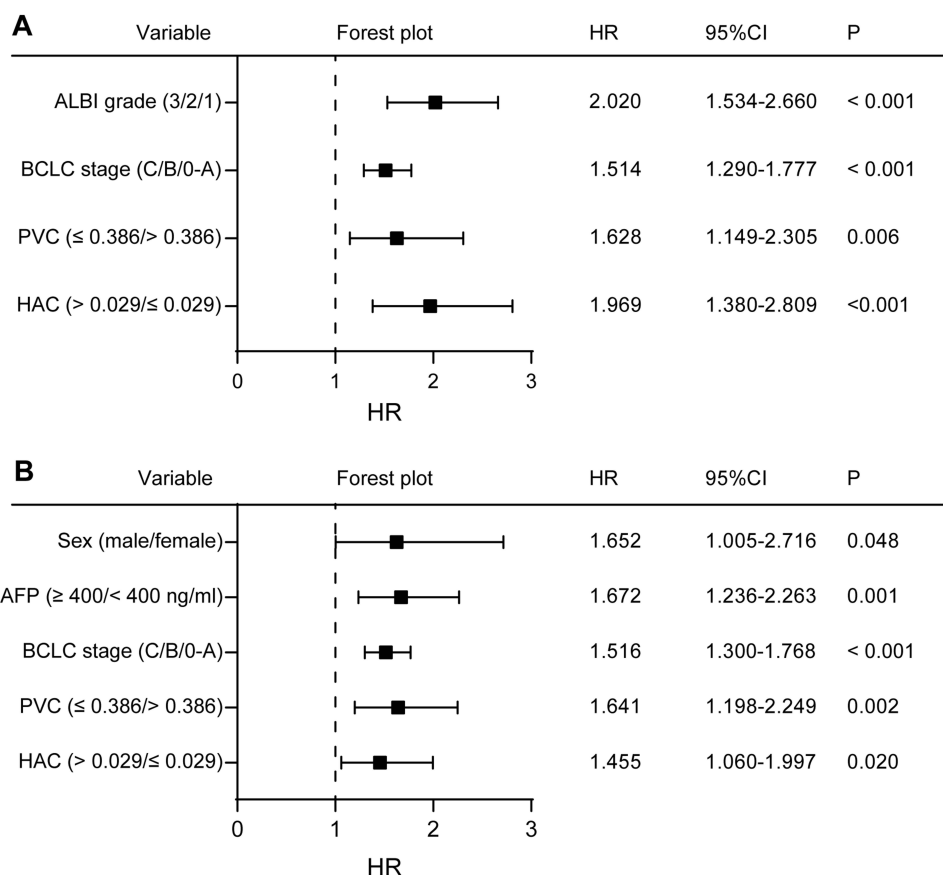 A
Variable Forest plot HR 95%CI P
ALBI grade (3/2/1) 2.020 1.534-2.660 < 0.001
BCLC stage (C/B/0-A) 1.514 1.290-1.777 < 0.001
PVC (≤ 0.386/> 0.386) 1.628 1.149-2.305 0.006
HAC (> 0.029/≤ 0.029) 1.969 1.380-2.809 <0.001
0 1 2 3
HR
B
Variable Forest plot HR 95%CI P
Sex (male/female) 1.652 1.005-2.716 0.048
AFP (≥ 400/< 400 ng/ml) 1.672 1.236-2.263 0.001
BCLC stage (C/B/0-A) 1.516 1.300-1.768 < 0.001
PVC (≤ 0.386/> 0.386) 1.641 1.198-2.249 0.002
HAC (> 0.029/≤ 0.029) 1.455 1.060-1.997 0.020
0 1 2 3
HR